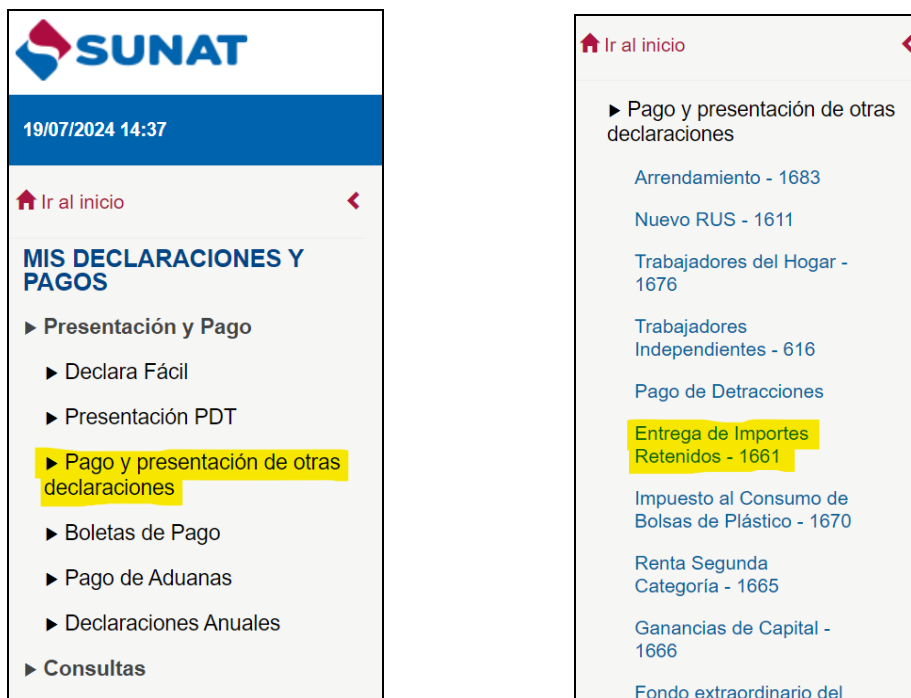 SUNAT
19/07/2024 14:37
Ir al inicio
MIS DECLARACIONES Y
PAGOS
Presentación y Pago
Declara Fácil
Presentación PDT
Pago y presentación de otras
declaraciones
Boletas de Pago
Pago de Aduanas
Declaraciones Anuales
Consultas
Ir al inicio
Pago y presentación de otras
declaraciones
Arrendamiento - 1683
Nuevo RUS - 1611
Trabajadores del Hogar -
1676
Trabajadores
Independientes - 616
Pago de Detracciones
Entrega de Importes
Retenidos - 1661
Impuesto al Consumo de
Bolsas de Plástico - 1670
Renta Segunda
Categoría - 1665
Ganancias de Capital -
1666
Fondo extraordinario del